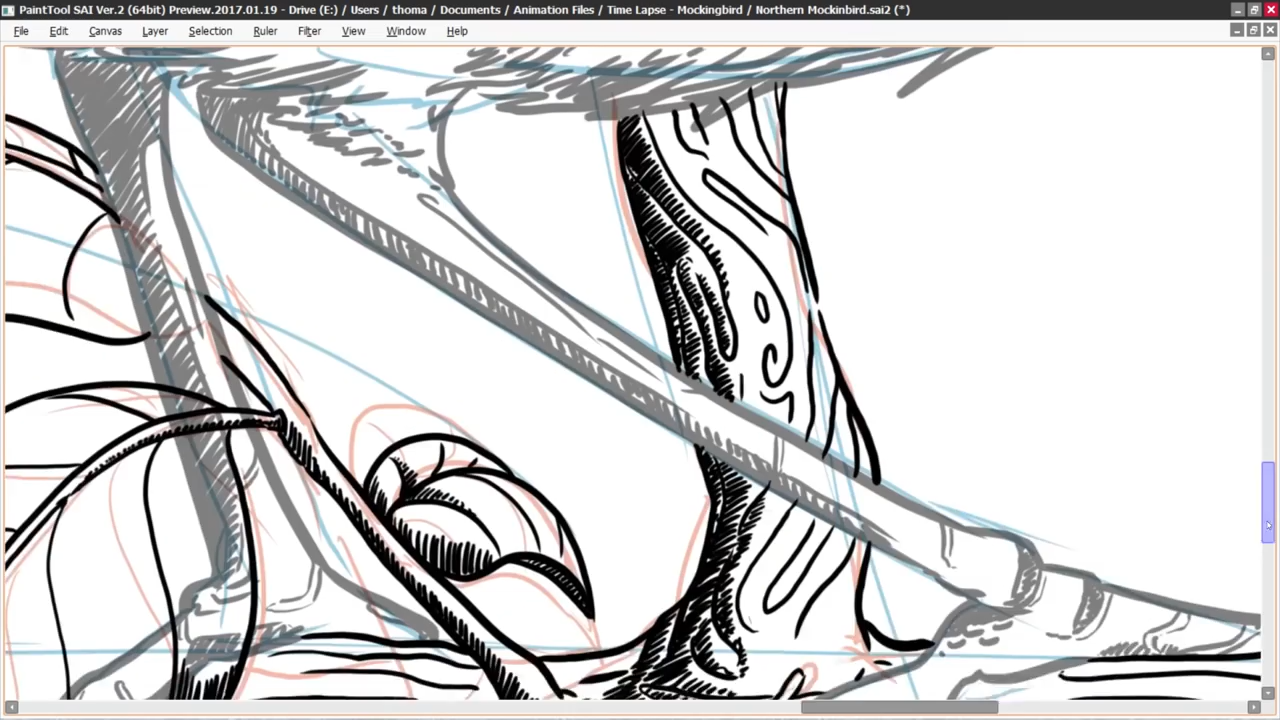 PaintTool SAI Ver.2 (64bit) Preview.2017.01.19 - Drive (E:) / Users / thoma / Documents / Animation Files / Time Lapse - Mockingbird / Northern Mockinbird.sai2 (*)
File Edit Canvas Layer Selection Ruler Filter View Window Help